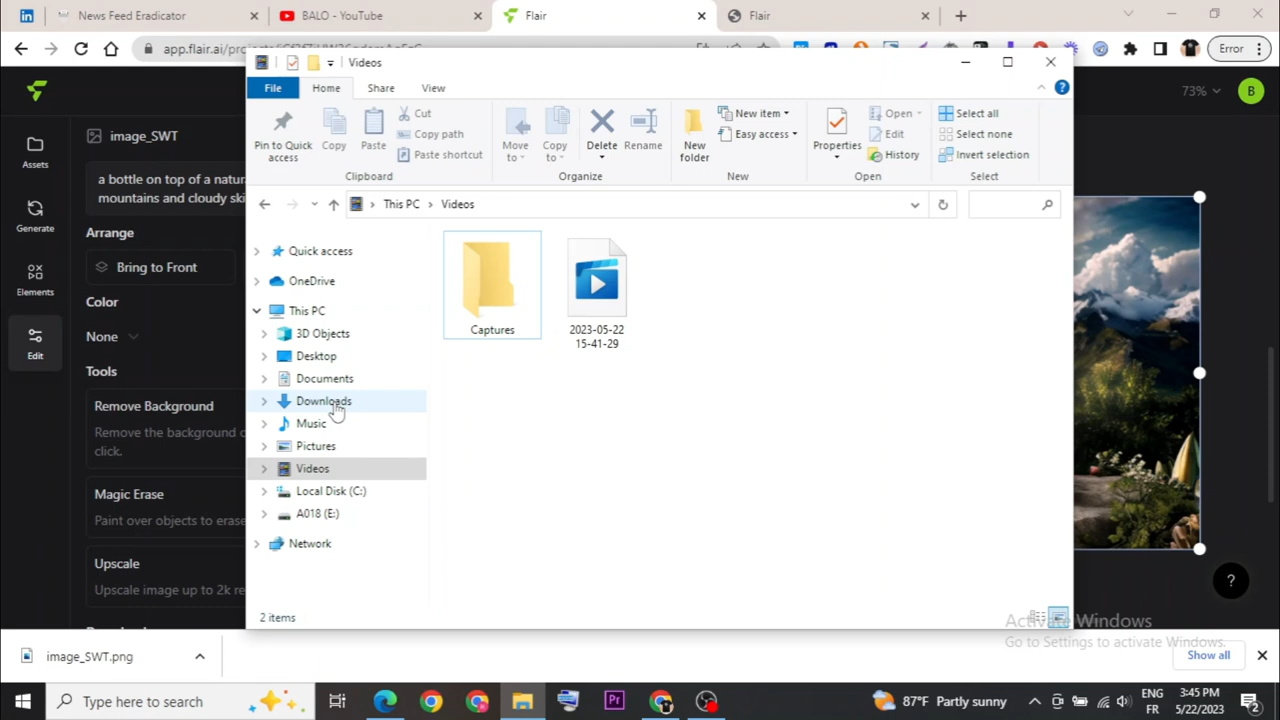 News Feed Eradicator
BALO - YouTube
Flair
Flair
Error
73%
B
Videos
File
Home
Share
View
Pin to Quick
access
Copy
Paste
Cut
Copy path
Paste shortcut
Move
to
Copy
to
Delete
Rename
New
folder
New item
Easy access
Properties
Open
Edit
History
Select all
Select none
Invert selection
Clipboard
Organize
New
Open
Select
This PC
Videos
Assets
Generate
Elements
Edit
image_SWT
a bottle on top of a natura
mountains and cloudy ski
Arrange
Bring to Front
Color
None
Tools
Remove Background
Remove the background o
click.
Magic Erase
Paint over objects to erase
Upscale
Upscale image up to 2k re
Quick access
OneDrive
This PC
3D Objects
Desktop
Documents
Downloads
Music
Pictures
Videos
Local Disk (C:)
A018 (E:)
Network
Captures
2023-05-22
15-41-29
2 items
?
Activate Windows
Go to Settings to activate Windows.
image_SWT.png
Show all
Type here to search
Pr
87°F Partly sunny
ENG
FR
3:45 PM
5/22/2023
2